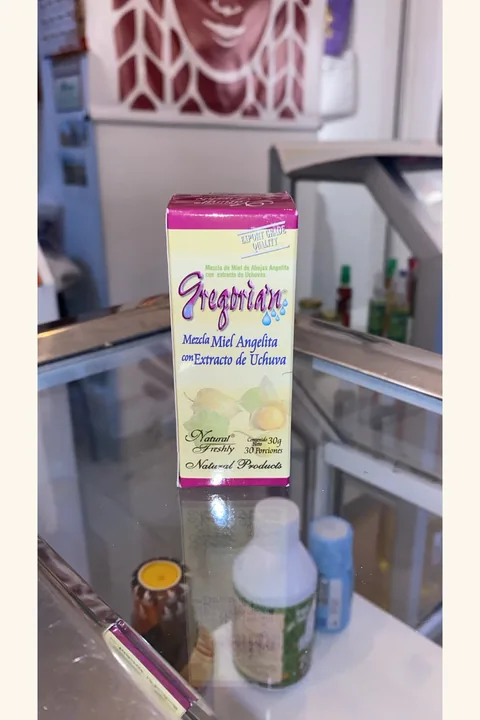 EXPORT GRADE
QUALITY
Mezcla de Miel de Abejas Angelita
con extracto de Uchuva
Gregorian
Mezcla Miel Angelita
con Extracto de Uchuva
Natural®
Freshly
Contenido
Neto 30g
30 Porciones
Natural Products